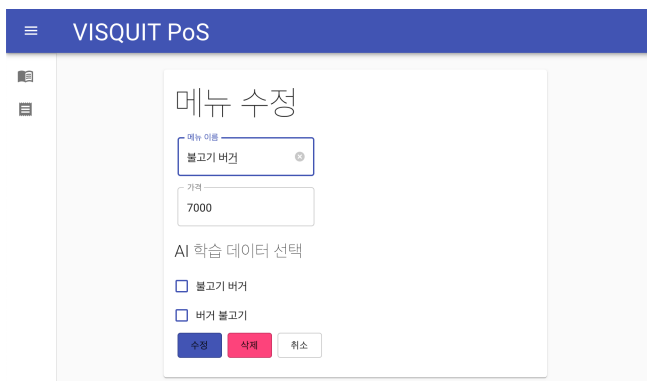 VISQUIT PoS
메뉴 수정
메뉴 이름
불고기 버거
가격
7000
AI 학습 데이터 선택
불고기 버거
버거 불고기
수정 삭제 취소